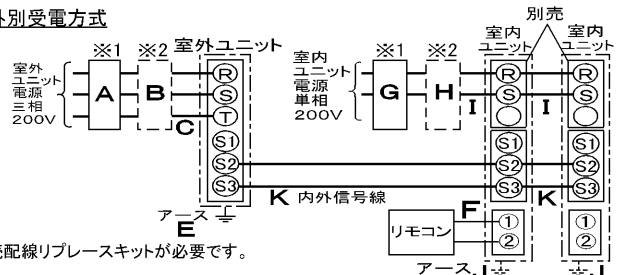 外別受電方式
別売
※1 ※2 室外ユニット
室外
ユニット
電源
三相
200V
A
B
C
R
S
T
S1
S2
S3
室内
ユニット
電源
単相
200V
※1 ※2
G
H
I
I
室内
ユニット
R
S
S1
S2
S3
1
2
室内
ユニット
R
S
S1
S2
S3
1
2
K 内外信号線
K
F
リモコン
アース
E
配線リプレースキットが必要です。
アース